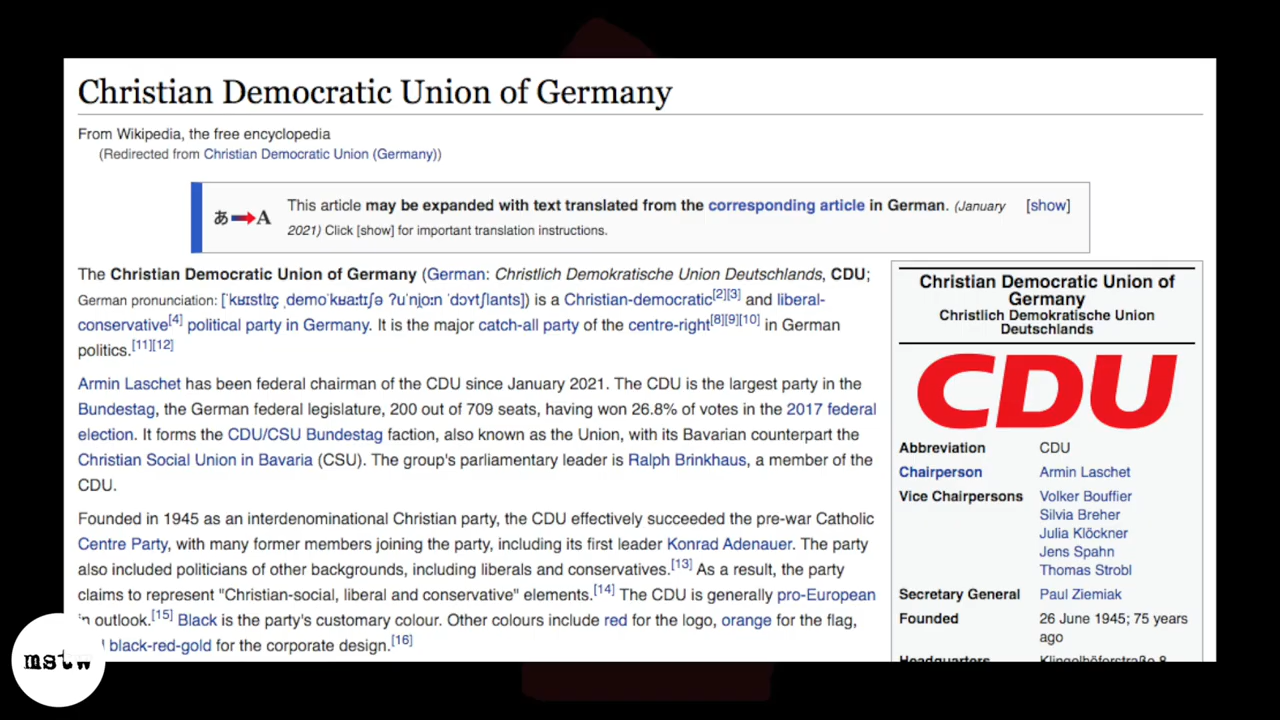 Christian Democratic Union of Germany
From Wikipedia, the free encyclopedia
(Redirected from Christian Democratic Union (Germany))
あ A
This article may be expanded with text translated from the corresponding article in German. (January [show]
2021) Click [show] for important translation instructions.
The Christian Democratic Union of Germany (German: Christlich Demokratische Union Deutschlands, CDU;
German pronunciation: [ˈkʁɪstlɪç ˌdemoˈkʁaːtɪʃə ʔuˈni̯oːn ˈdɔʏtʃlants]) is a Christian-democratic[2][3] and liberal-
conservative[4] political party in Germany. It is the major catch-all party of the centre-right[8][9][10] in German
politics.[11][12]
Armin Laschet has been federal chairman of the CDU since January 2021. The CDU is the largest party in the
Bundestag, the German federal legislature, 200 out of 709 seats, having won 26.8% of votes in the 2017 federal
election. It forms the CDU/CSU Bundestag faction, also known as the Union, with its Bavarian counterpart the
Christian Social Union in Bavaria (CSU). The group's parliamentary leader is Ralph Brinkhaus, a member of the
CDU.
Founded in 1945 as an interdenominational Christian party, the CDU effectively succeeded the pre-war Catholic
Centre Party, with many former members joining the party, including its first leader Konrad Adenauer. The party
also included politicians of other backgrounds, including liberals and conservatives.[13] As a result, the party
claims to represent "Christian-social, liberal and conservative" elements.[14] The CDU is generally pro-European
in outlook.[15] Black is the party's customary colour. Other colours include red for the logo, orange for the flag,
black-red-gold for the corporate design.[16]
Christian Democratic Union of
Germany
Christlich Demokratische Union
Deutschlands
CDU
Abbreviation CDU
Chairperson Armin Laschet
Vice Chairpersons Volker Bouffier
Silvia Breher
Julia Klöckner
Jens Spahn
Thomas Strobl
Secretary General Paul Ziemiak
Founded 26 June 1945; 75 years
ago
Headquarters Klingelhöferstraße 8
mstw